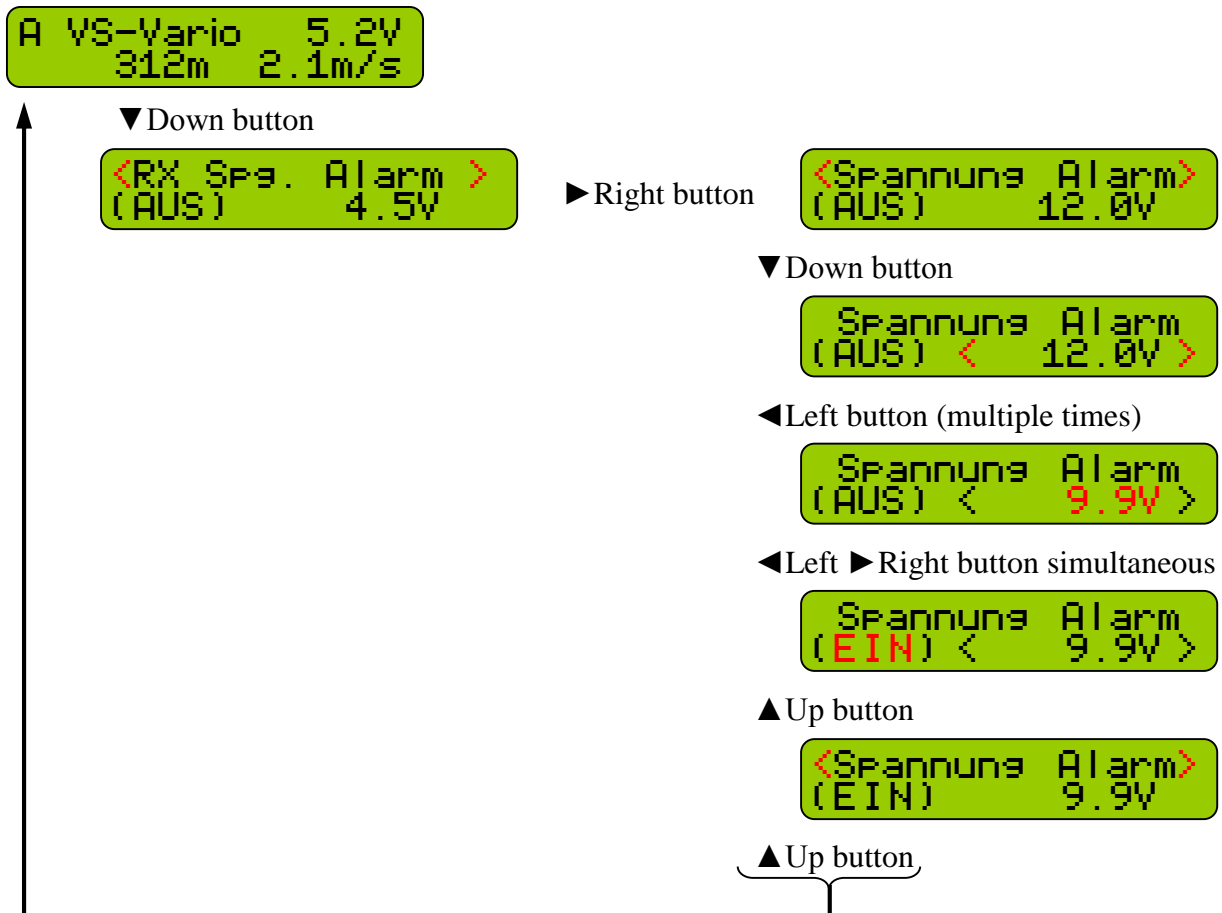 A VS-Vario 5.2V
312m 2.1m/s
▼Down button
<RX Spg. Alarm >
(AUS) 4.5V
►Right button
<Spannung Alarm>
(AUS) 12.0V
▼Down button
Spannung Alarm
(AUS) < 12.0V >
◄Left button (multiple times)
Spannung Alarm
(AUS) < 9.9V >
◄Left ►Right button simultaneous
Spannung Alarm
(EIN) < 9.9V >
▲Up button
<Spannung Alarm>
(EIN) 9.9V
▲Up button